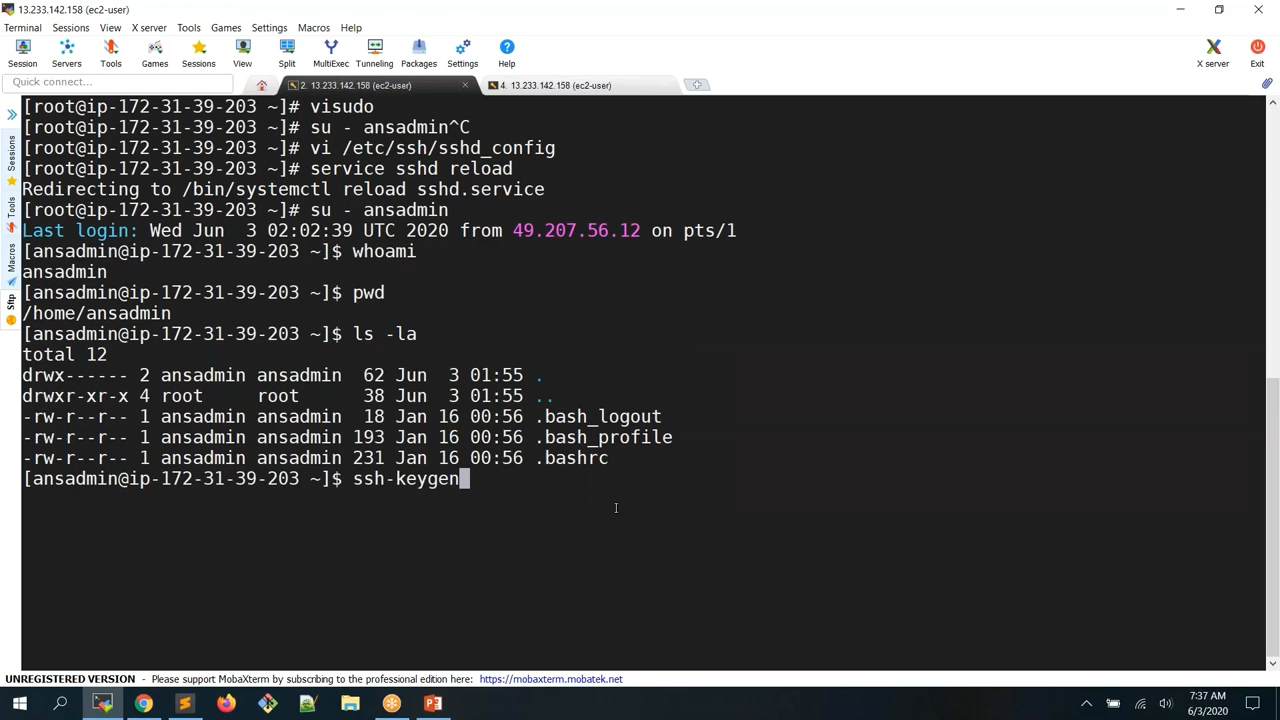 13.233.142.158 (ec2-user)
Terminal Sessions View X server Tools Games Settings Macros Help
Session Servers Tools Games Sessions View Split MultiExec Tunneling Packages Settings Help X server Exit
Quick connect...
2. 13.233.142.158 (ec2-user)
4. 13.233.142.158 (ec2-user)
Sessions
Tools
Macros
Sftp
[root@ip-172-31-39-203 ~]# visudo
[root@ip-172-31-39-203 ~]# su - ansadmin^C
[root@ip-172-31-39-203 ~]# vi /etc/ssh/sshd_config
[root@ip-172-31-39-203 ~]# service sshd reload
Redirecting to /bin/systemctl reload sshd.service
[root@ip-172-31-39-203 ~]# su - ansadmin
Last login: Wed Jun  3 02:02:39 UTC 2020 from 49.207.56.12 on pts/1
[ansadmin@ip-172-31-39-203 ~]$ whoami
ansadmin
[ansadmin@ip-172-31-39-203 ~]$ pwd
/home/ansadmin
[ansadmin@ip-172-31-39-203 ~]$ ls -la
total 12
drwx------ 2 ansadmin ansadmin  62 Jun  3 01:55 .
drwxr-xr-x 4 root     root      38 Jun  3 01:55 ..
-rw-r--r-- 1 ansadmin ansadmin  18 Jan 16 00:56 .bash_logout
-rw-r--r-- 1 ansadmin ansadmin 193 Jan 16 00:56 .bash_profile
-rw-r--r-- 1 ansadmin ansadmin 231 Jan 16 00:56 .bashrc
[ansadmin@ip-172-31-39-203 ~]$ ssh-keygen
UNREGISTERED VERSION - Please support MobaXterm by subscribing to the professional edition here: https://mobaxterm.mobatek.net
7:37 AM
6/3/2020